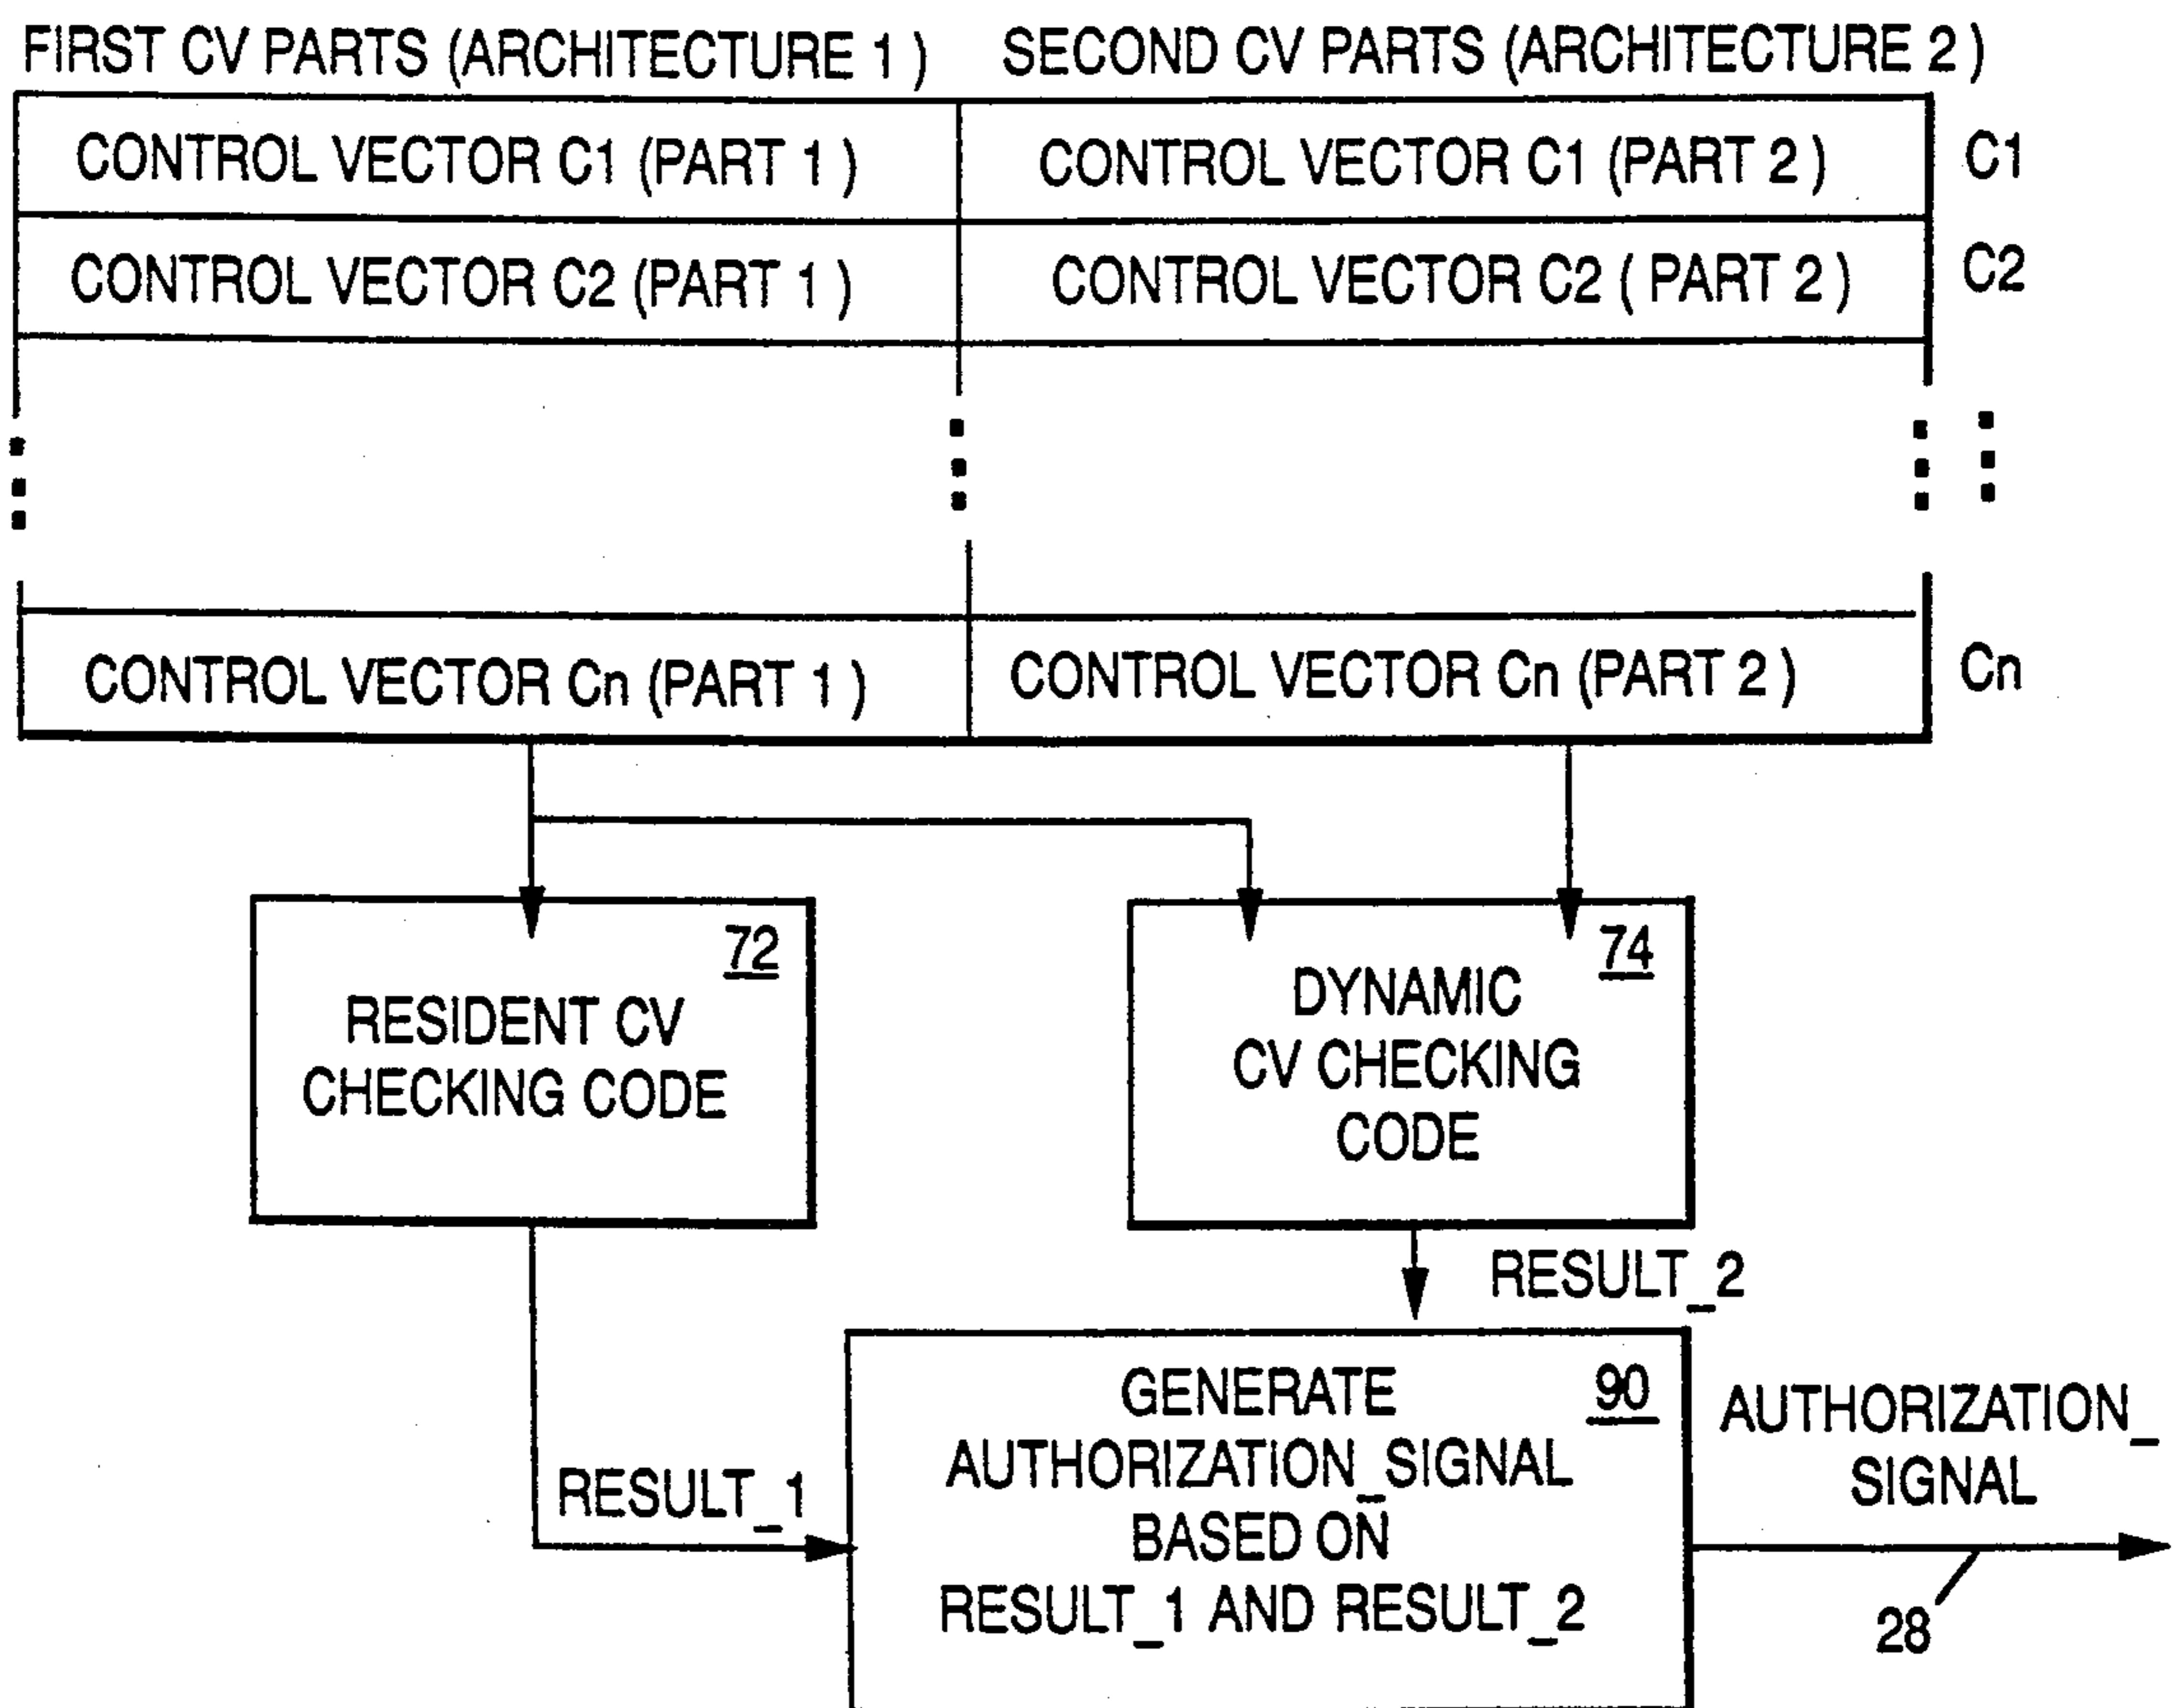 FIRST CV PARTS (ARCHITECTURE 1 ) SECOND CV PARTS (ARCHITECTURE 2 )
CONTROL VECTOR C1 (PART 1 ) CONTROL VECTOR C1 (PART 2 ) C1
CONTROL VECTOR C2 (PART 1 ) CONTROL VECTOR C2 ( PART 2 ) C2
CONTROL VECTOR Cn (PART 1 ) CONTROL VECTOR Cn (PART 2 ) Cn
72
RESIDENT CV
CHECKING CODE
74
DYNAMIC
CV CHECKING
CODE
RESULT_2
RESULT_1
90
GENERATE
AUTHORIZATION_SIGNAL
BASED ON
RESULT_1 AND RESULT_2
AUTHORIZATION_
SIGNAL
28